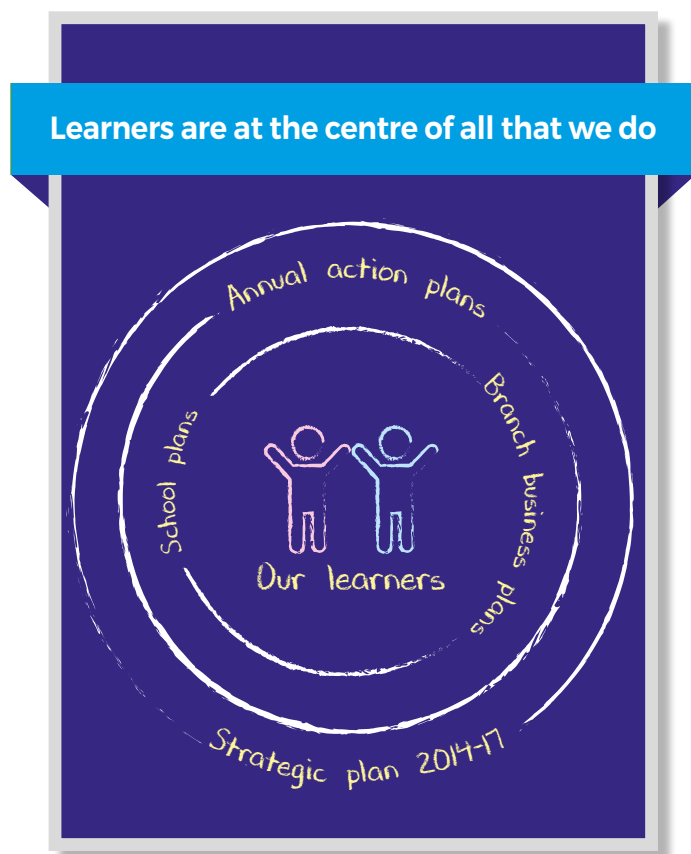 Learners are at the centre of all that we do
Annual action plans
School plans
Branch business plans
Our learners
Strategic plan 2014-17